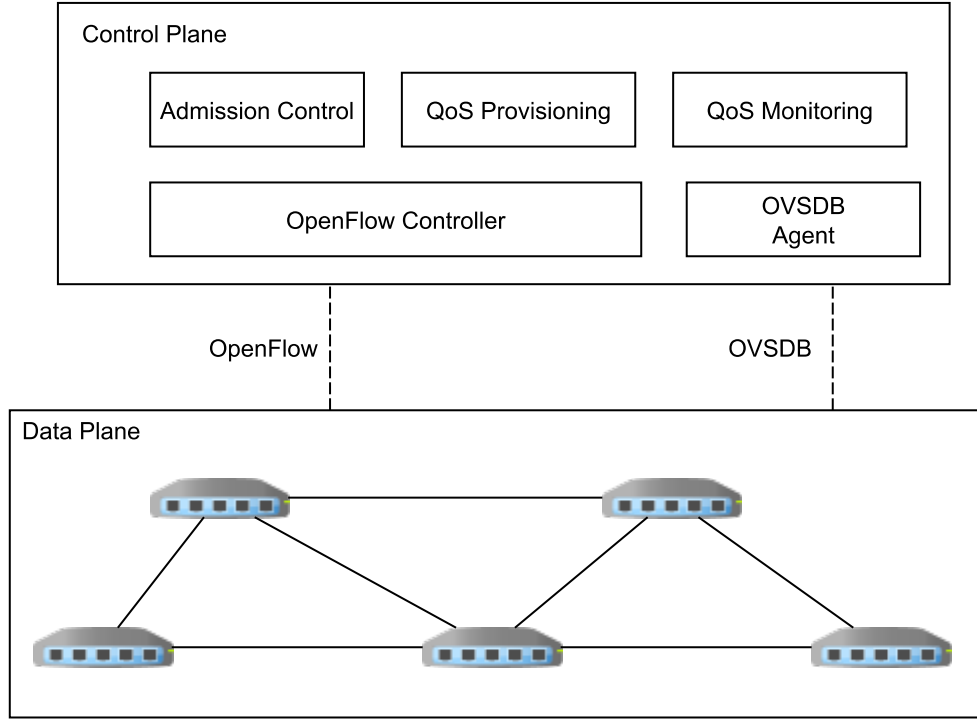 Control Plane
Admission Control
QoS Provisioning
QoS Monitoring
OpenFlow Controller
OVSDB
Agent
OpenFlow
OVSDB
Data Plane